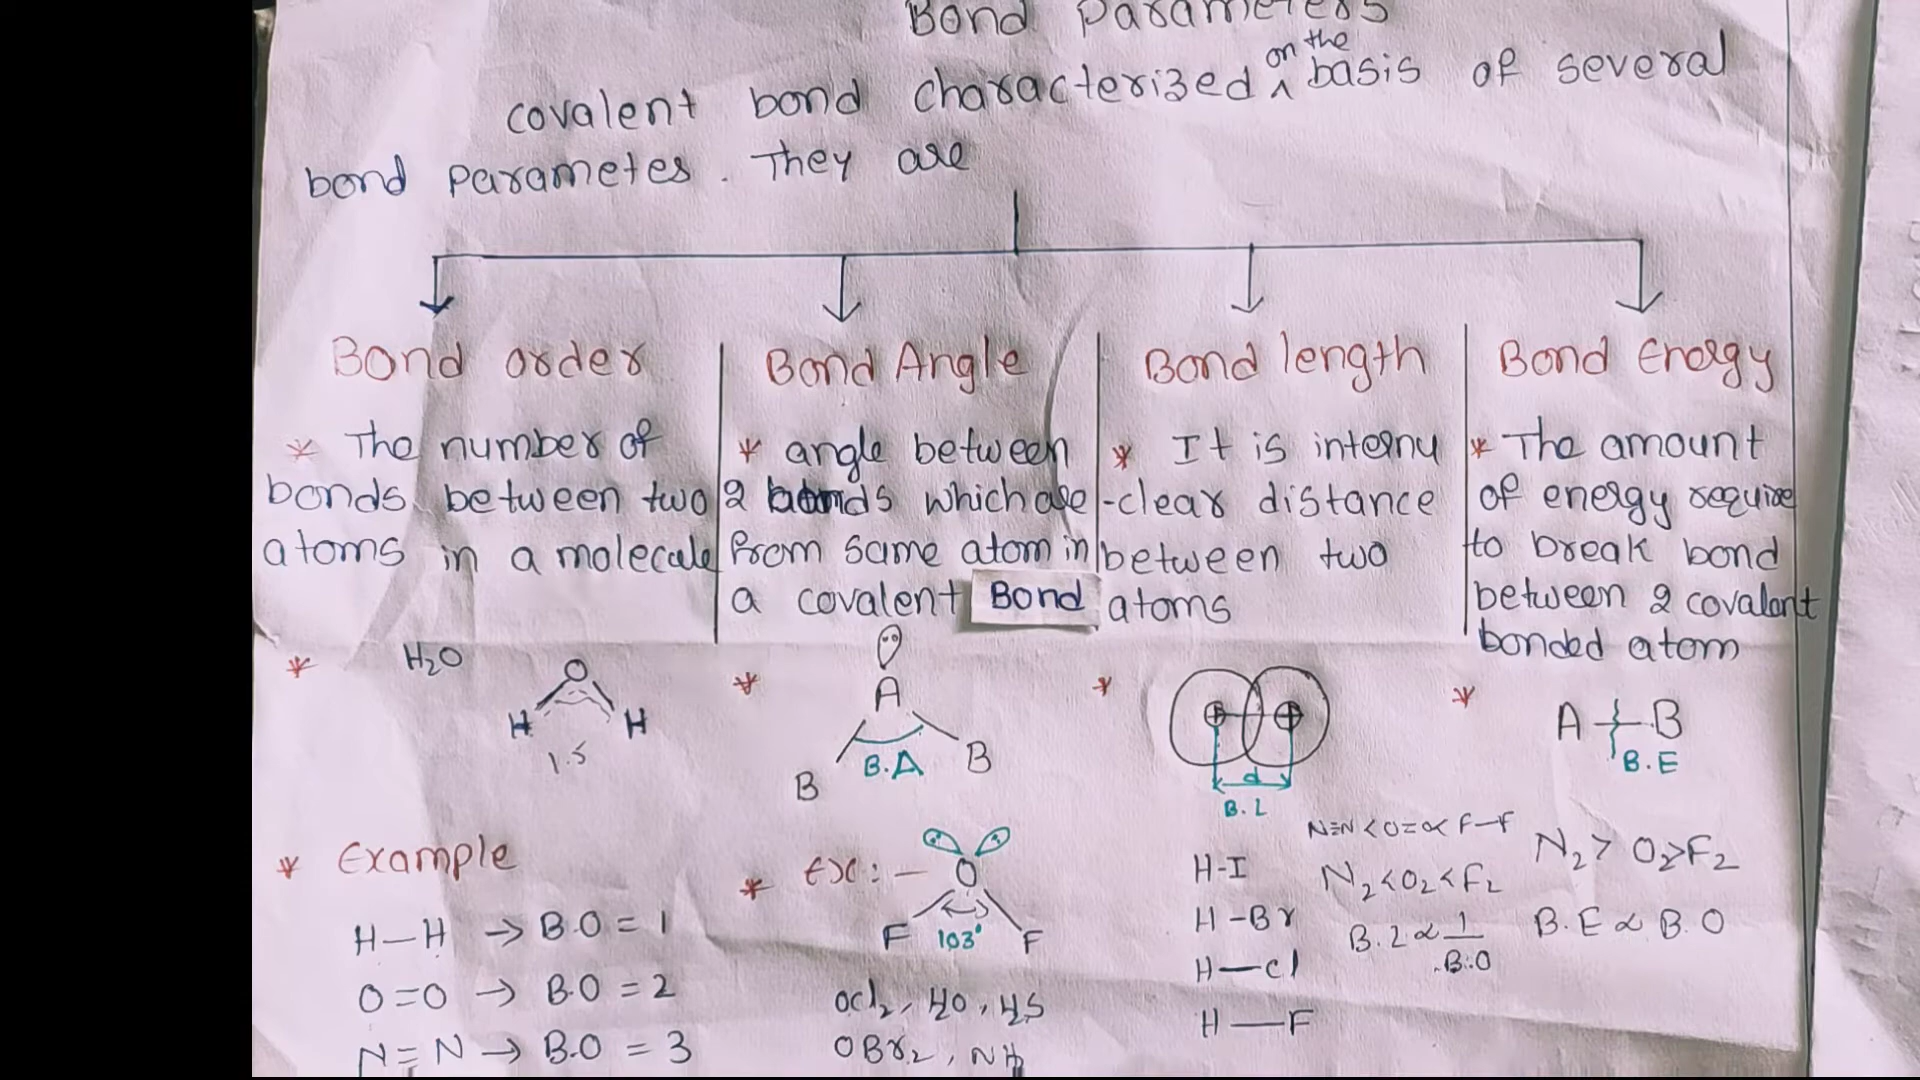 Bond Parameters
covalent bond characterized on the basis of several
bond parametes. They are
Bond order
The number of
bonds between two
atoms in a molecule
H₂O
O
H H
1.5
Example
H—H → B.O = 1
O=O → B.O = 2
N≡N → B.O = 3
Bond Angle
angle between
2 bonds which are
from same atom in
a covalent Bond
A
B B
B.A
Ex:— O
F F
103°
OCl₂, H₂O, H₂S
OBr₂, NH₃
Bond length
It is internu
-clear distance
between two
atoms
d
B.L
N≡N < O=O < F—F
H-I
N₂<O₂<F₂
H-Br
B.L ∝ 1/B.O
H—Cl
H—F
Bond Energy
The amount
of energy require
to break bond
between 2 covalent
bonded atom
A B
B.E
N₂> O₂>F₂
B.E ∝ B.O